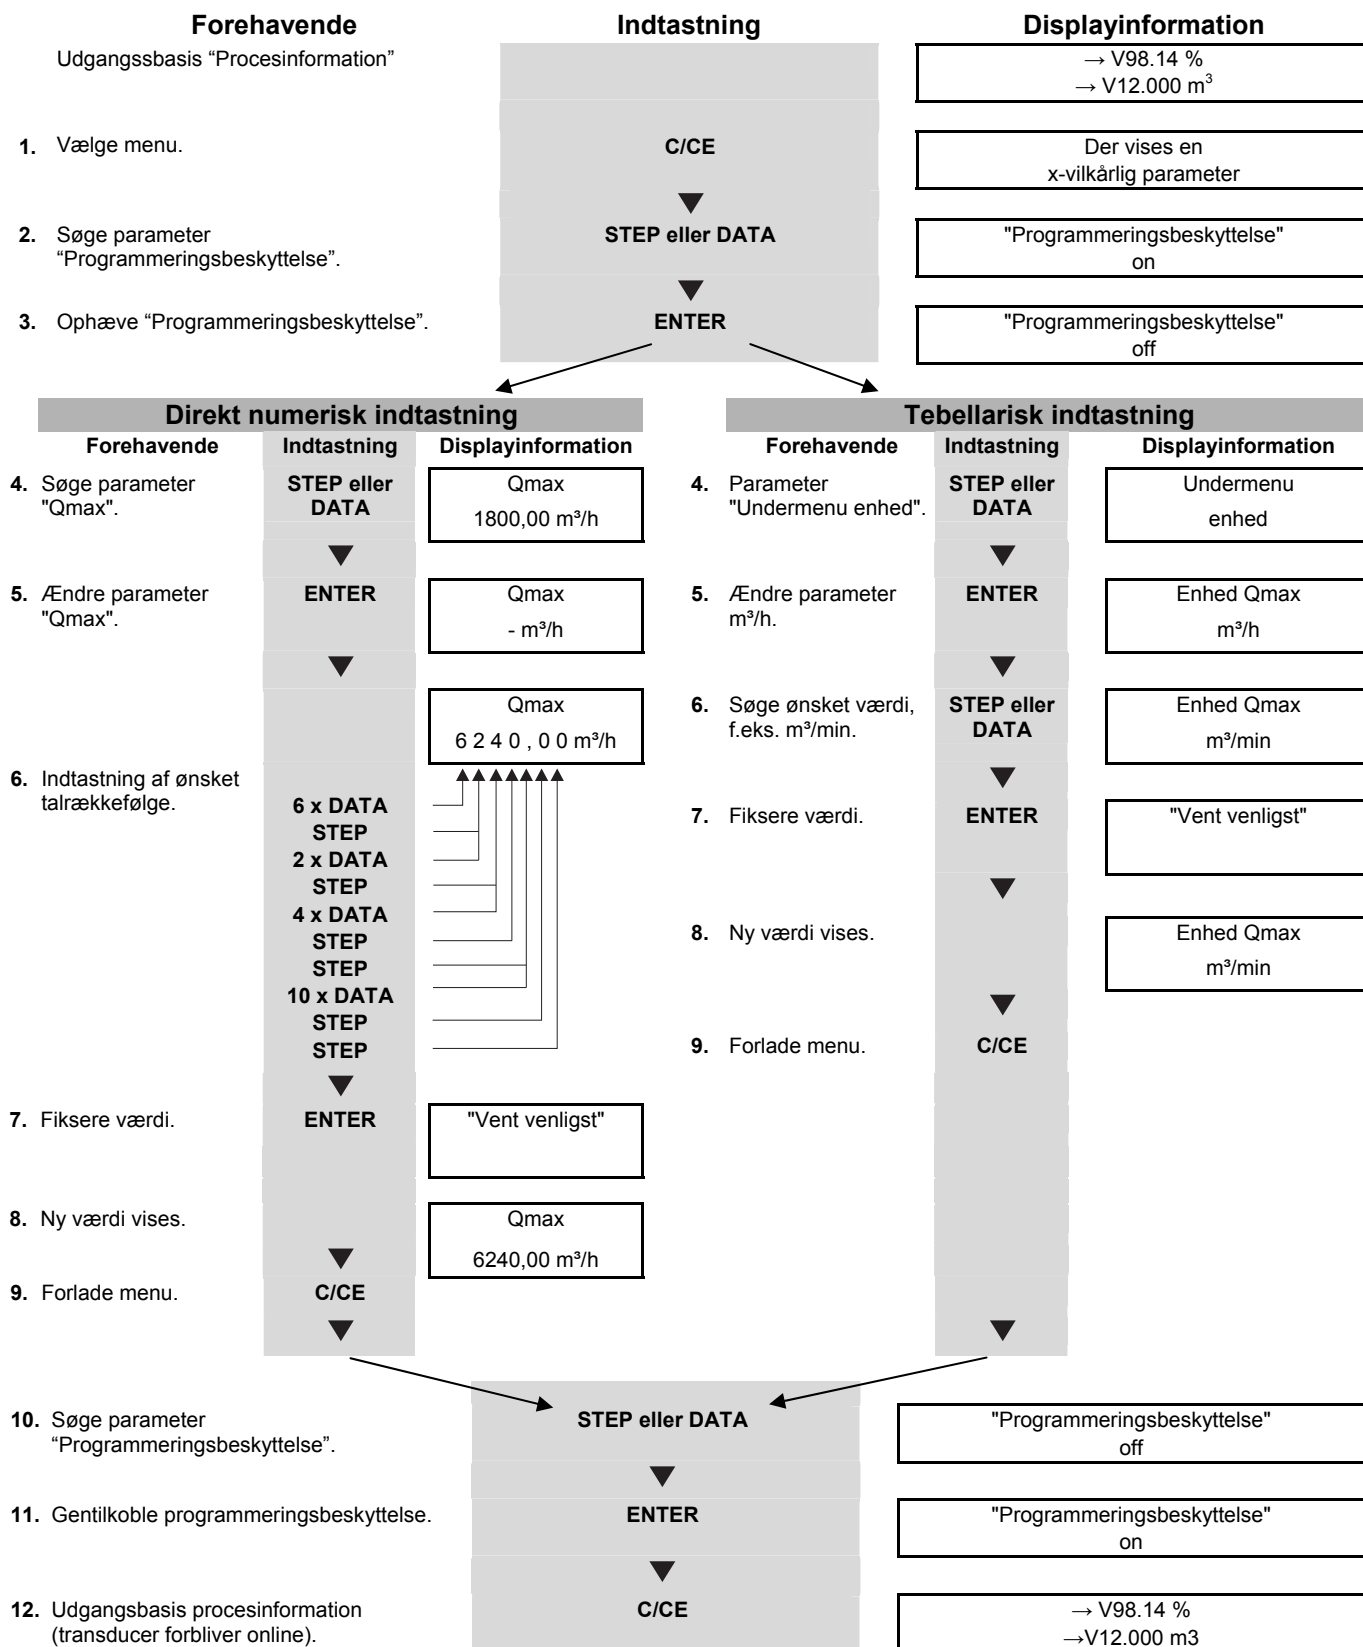 Forehavende Indtastning Displayinformation
Udgangssbasis “Procesinformation”
→ V98.14 %
→ V12.000 m³
1. Vælge menu.
C/CE
Der vises en
x-vilkårlig parameter
2. Søge parameter
“Programmeringsbeskyttelse”.
STEP eller DATA
"Programmeringsbeskyttelse"
on
3. Ophæve “Programmeringsbeskyttelse”.
ENTER
"Programmeringsbeskyttelse"
off
Direkt numerisk indtastning
Forehavende Indtastning Displayinformation
4. Søge parameter
"Qmax".
STEP eller
DATA
Qmax
1800,00 m³/h
5. Ændre parameter
"Qmax".
ENTER
Qmax
- m³/h
Qmax
6 2 4 0 , 0 0 m³/h
6. Indtastning af ønsket
talrækkefølge.
6 x DATA
STEP
2 x DATA
STEP
4 x DATA
STEP
STEP
10 x DATA
STEP
STEP
7. Fiksere værdi.
ENTER
"Vent venligst"
8. Ny værdi vises.
Qmax
6240,00 m³/h
9. Forlade menu.
C/CE
Tebellarisk indtastning
Forehavende Indtastning Displayinformation
4. Parameter
"Undermenu enhed".
STEP eller
DATA
Undermenu
enhed
5. Ændre parameter
m³/h.
ENTER
Enhed Qmax
m³/h
6. Søge ønsket værdi,
f.eks. m³/min.
STEP eller
DATA
Enhed Qmax
m³/min
7. Fiksere værdi.
ENTER
"Vent venligst"
8. Ny værdi vises.
Enhed Qmax
m³/min
9. Forlade menu.
C/CE
10. Søge parameter
“Programmeringsbeskyttelse”.
STEP eller DATA
"Programmeringsbeskyttelse"
off
11. Gentilkoble programmeringsbeskyttelse.
ENTER
"Programmeringsbeskyttelse"
on
12. Udgangsbasis procesinformation
(transducer forbliver online).
C/CE
→ V98.14 %
→V12.000 m3